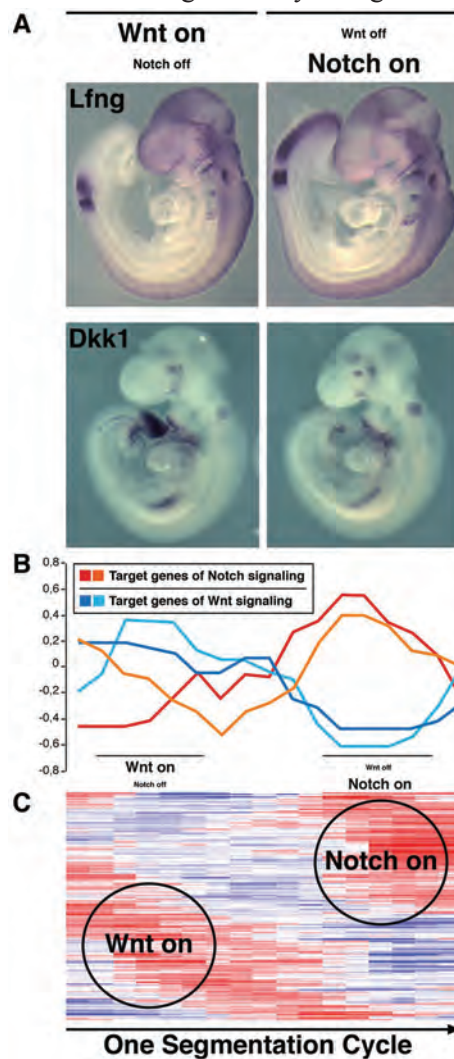 A
Wnt on
Notch off
Wnt off
Notch on
Lfng
Dkk1
B
0,8
0,6
0,4
0,2
0
-0,2
-0,4
-0,6
-0,8
Target genes of Notch signaling
Target genes of Wnt signaling
Wnt on
Notch off
Wnt off
Notch on
C
Notch on
Wnt on
One Segmentation Cycle